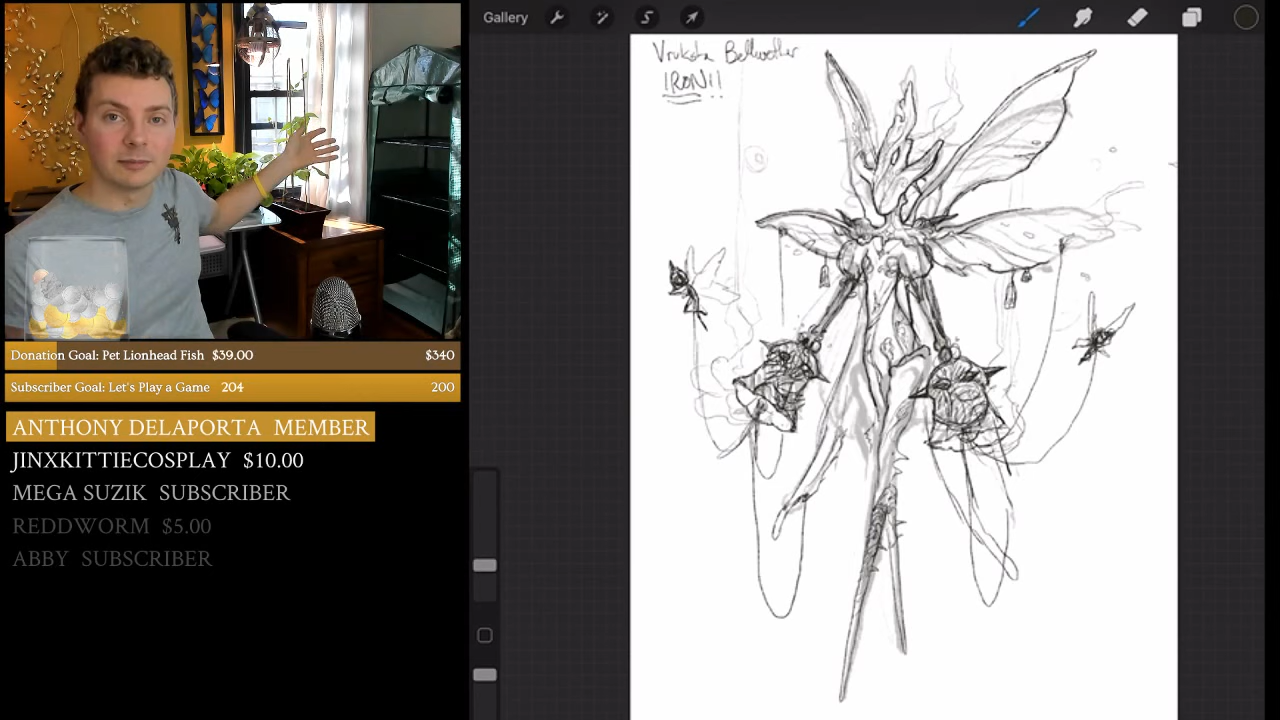 Gallery
Vruksha Bellwether
IRON!!
Donation Goal: Pet Lionhead Fish $39.00 $340
Subscriber Goal: Let's Play a Game 204 200
ANTHONY DELAPORTA MEMBER
JINXKITTIECOSPLAY $10.00
MEGA SUZIK SUBSCRIBER
REDDWORM $5.00
ABBY SUBSCRIBER